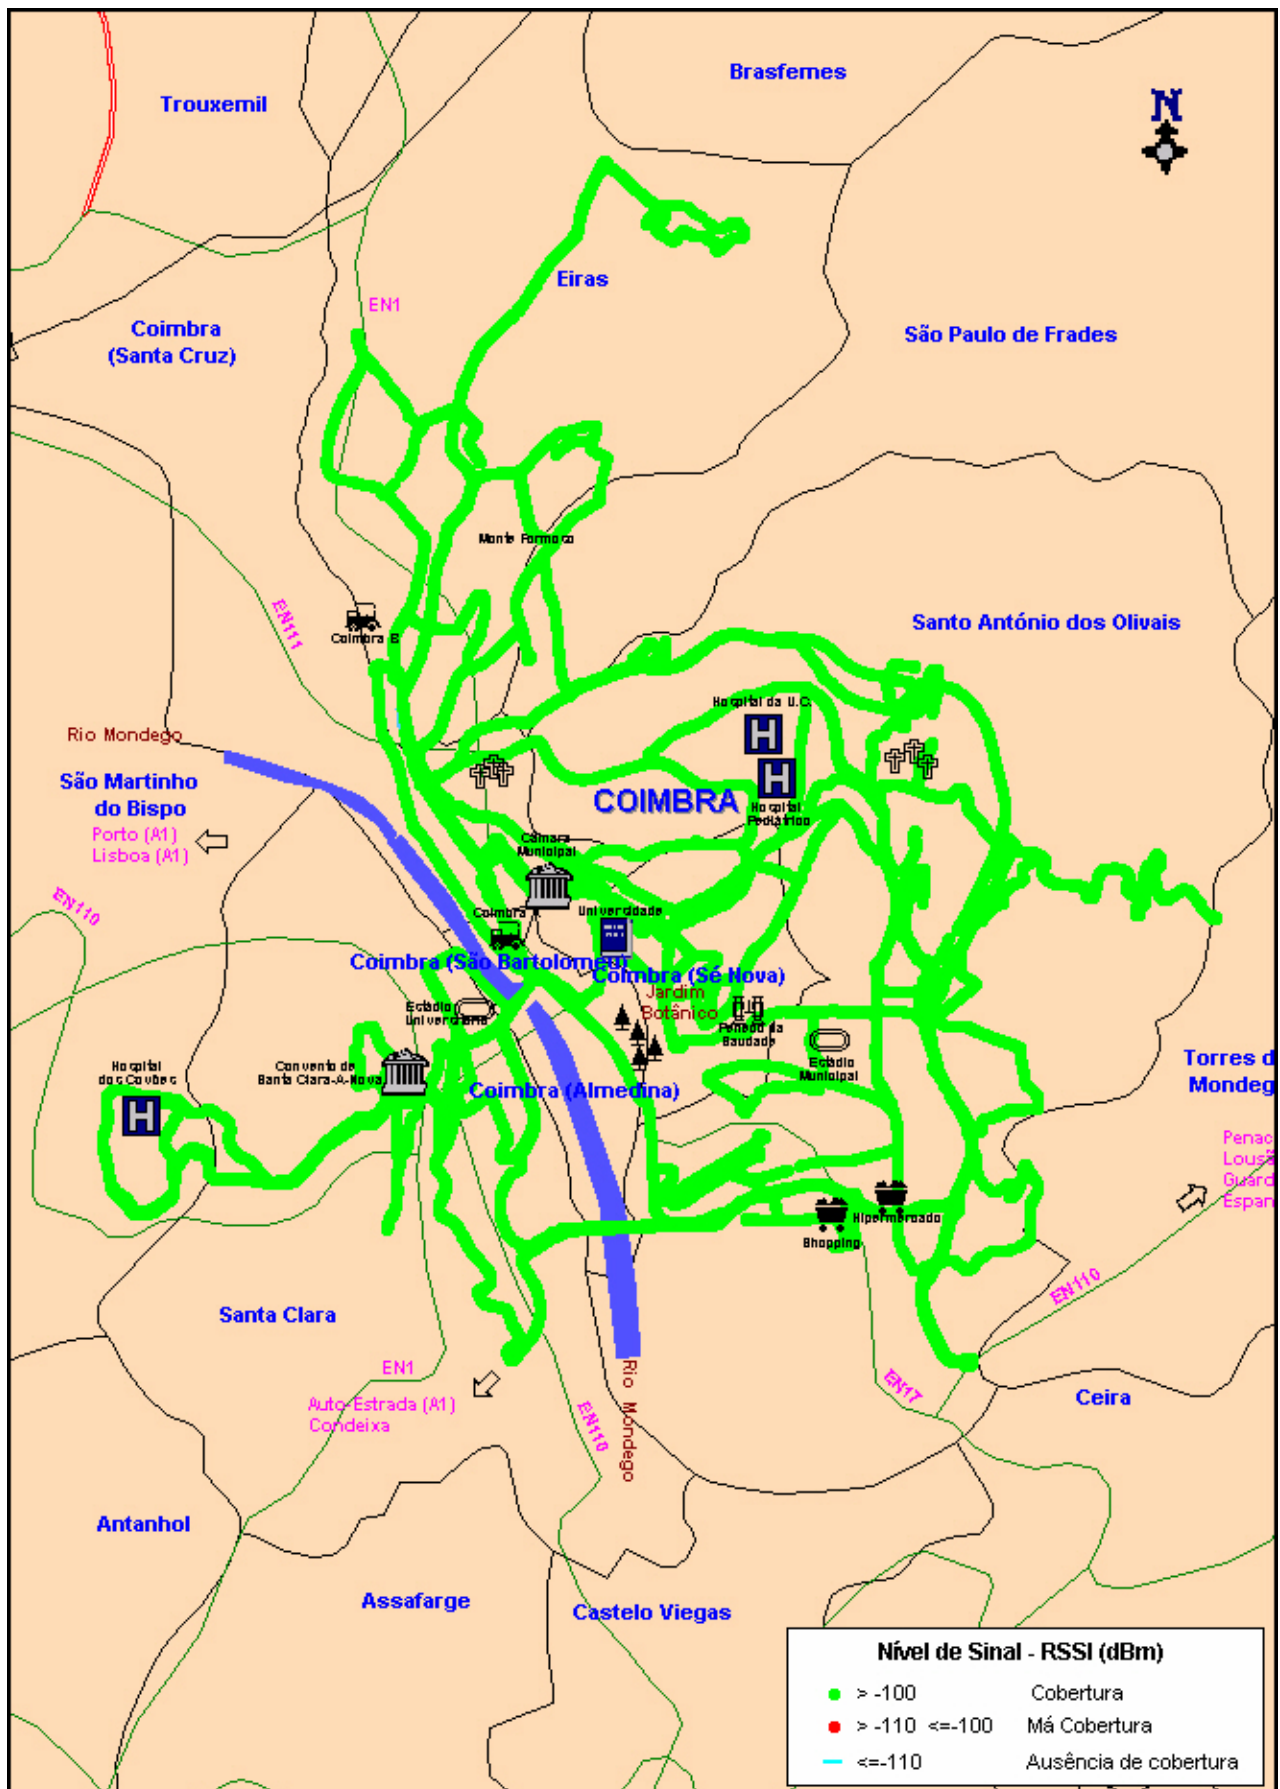 Brasfemes
Trouxemil
N
Eiras
EN1
Coimbra
(Santa Cruz)
São Paulo de Frades
Monte Formoso
EN111
Coimbra B
Santo António dos Olivais
Hospital da U.C.
Rio Mondego
São Martinho
do Bispo
COIMBRA
Hospital
Pediátrico
Porto (A1)
Lisboa (A1)
Câmara
Municipal
EN110
Coimbra A
Universidade
Coimbra (São Bartolomeu)
Coimbra (Sé Nova)
Jardim
Botânico
Estádio
Universitário
Penedo da
Saudade
Estádio
Municipal
Hospital
dos Covões
Convento de
Santa Clara-A-Nova
Coimbra (Almedina)
Torres d
Mondeg
Penac
Lousã
Guard
Espan
Hipermercado
Shopping
EN110
Santa Clara
EN1
Auto-Estrada (A1)
Condeixa
Rio Mondego
EN110
EN17
Ceira
Antanhol
Assafarge
Castelo Viegas
Nível de Sinal - RSSI (dBm)
> -100 Cobertura
> -110 <=-100 Má Cobertura
<=-110 Ausência de cobertura